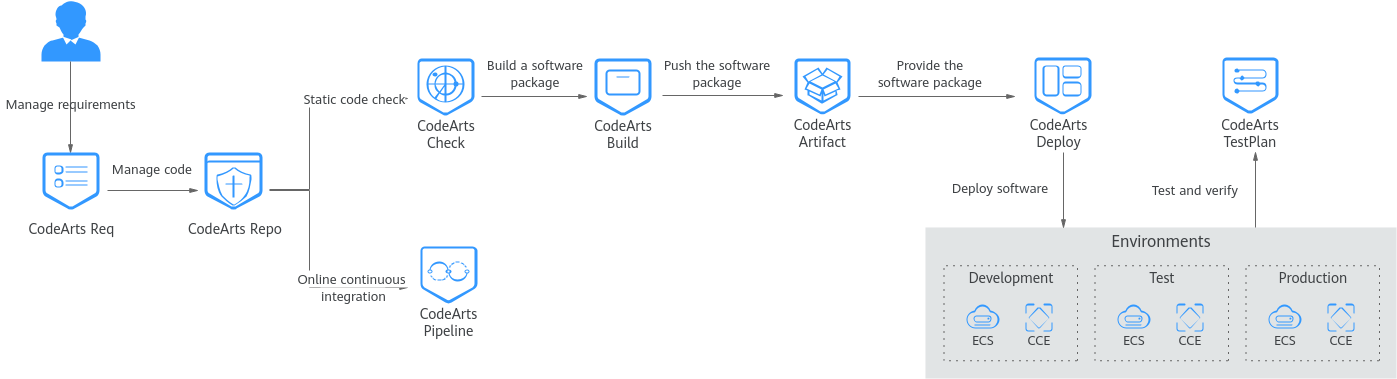 Manage requirements
CodeArts Req
Manage code
CodeArts Repo
Static code check
CodeArts
Check
Build a software
package
CodeArts
Build
Push the software
package
CodeArts
Artifact
Provide the
software package
CodeArts
Deploy
CodeArts
TestPlan
Online continuous
integration
CodeArts
Pipeline
Deploy software
Test and verify
Environments
Development
ECS
CCE
Test
ECS
CCE
Production
ECS
CCE